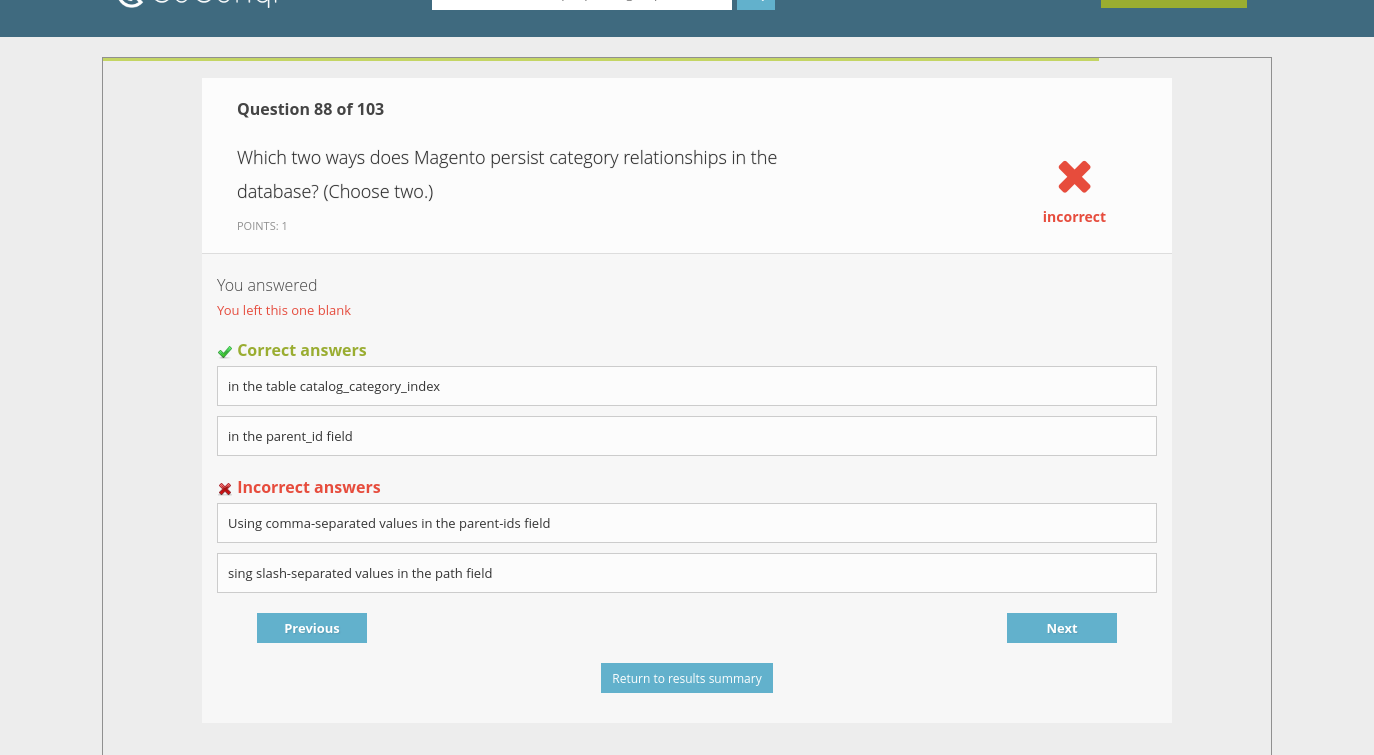 Question 88 of 103
Which two ways does Magento persist category relationships in the
database? (Choose two.)
incorrect
POINTS: 1
You answered
You left this one blank
Correct answers
in the table catalog_category_index
in the parent_id field
Incorrect answers
Using comma-separated values in the parent-ids field
sing slash-separated values in the path field
Previous
Next
Return to results summary